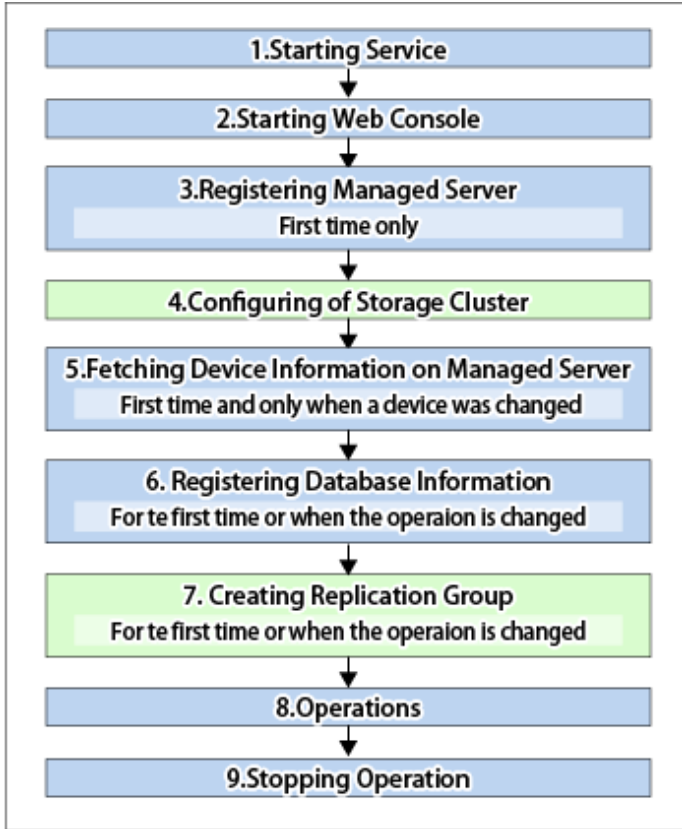 1.Starting Service
2.Starting Web Console
3.Registering Managed Server
First time only
4.Configuring of Storage Cluster
5.Fetching Device Information on Managed Server
First time and only when a device was changed
6. Registering Database Information
For te first time or when the operaion is changed
7. Creating Replication Group
For te first time or when the operaion is changed
8.Operations
9.Stopping Operation